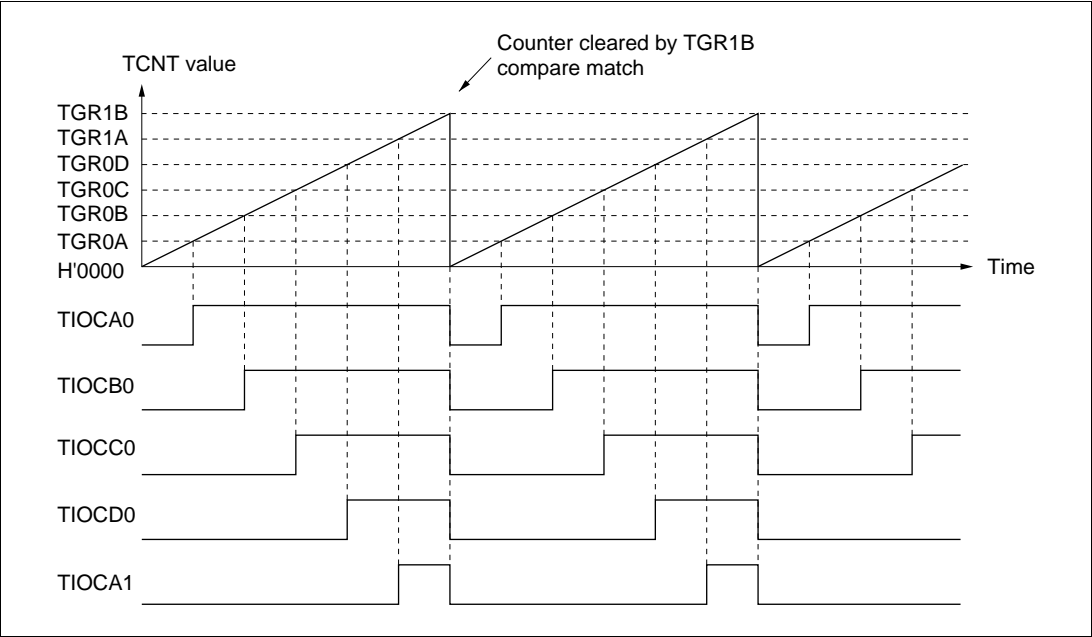 Counter cleared by TGR1B
compare match
TCNT value
TGR1B
TGR1A
TGR0D
TGR0C
TGR0B
TGR0A
H'0000
Time
TIOCA0
TIOCB0
TIOCC0
TIOCD0
TIOCA1